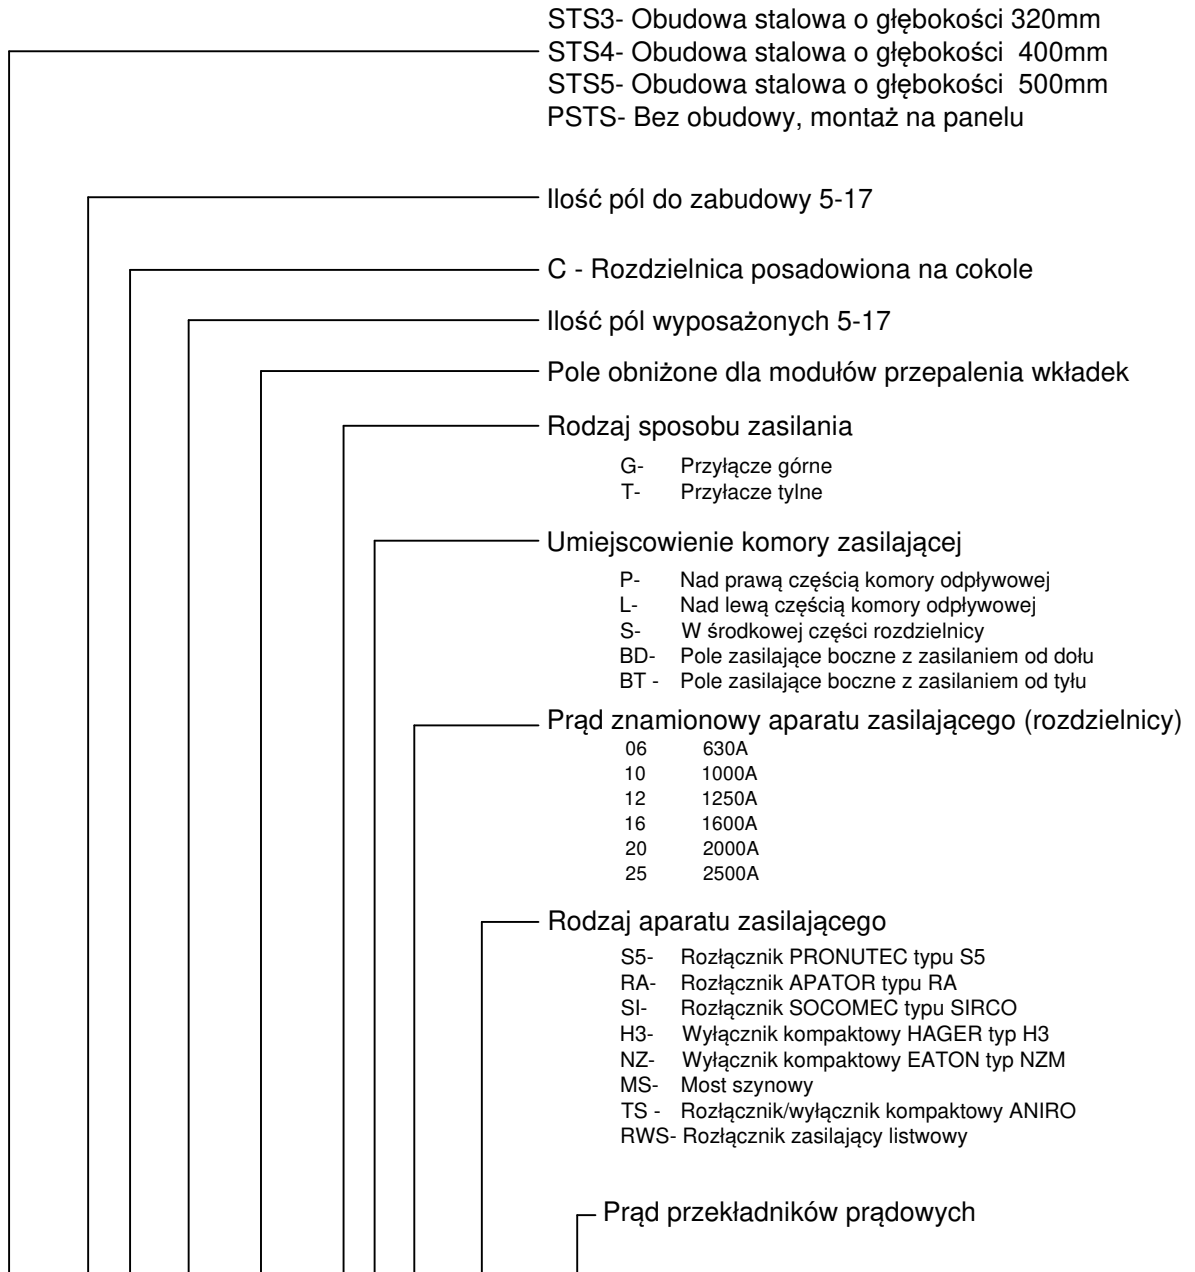 STS3- Obudowa stalowa o głębokości 320mm
STS4- Obudowa stalowa o głębokości 400mm
STS5- Obudowa stalowa o głębokości 500mm
PSTS- Bez obudowy, montaż na panelu
Ilość pól do zabudowy 5-17
C - Rozdzielnica posadowiona na cokole
Ilość pól wyposażonych 5-17
Pole obniżone dla modułów przepalenia wkładek
Rodzaj sposobu zasilania
G- Przyłącze górne
T- Przyłacze tylne
Umiejscowienie komory zasilającej
P- Nad prawą częścią komory odpływowej
L- Nad lewą częścią komory odpływowej
S- W środkowej części rozdzielnicy
BD- Pole zasilające boczne z zasilaniem od dołu
BT - Pole zasilające boczne z zasilaniem od tyłu
Prąd znamionowy aparatu zasilającego (rozdzielnicy)
06 630A
10 1000A
12 1250A
16 1600A
20 2000A
25 2500A
Rodzaj aparatu zasilającego
S5- Rozłącznik PRONUTEC typu S5
RA- Rozłącznik APATOR typu RA
SI- Rozłącznik SOCOMEC typu SIRCO
H3- Wyłącznik kompaktowy HAGER typ H3
NZ- Wyłącznik kompaktowy EATON typ NZM
MS- Most szynowy
TS - Rozłącznik/wyłącznik kompaktowy ANIRO
RWS- Rozłącznik zasilający listwowy
Prąd przekładników prądowych